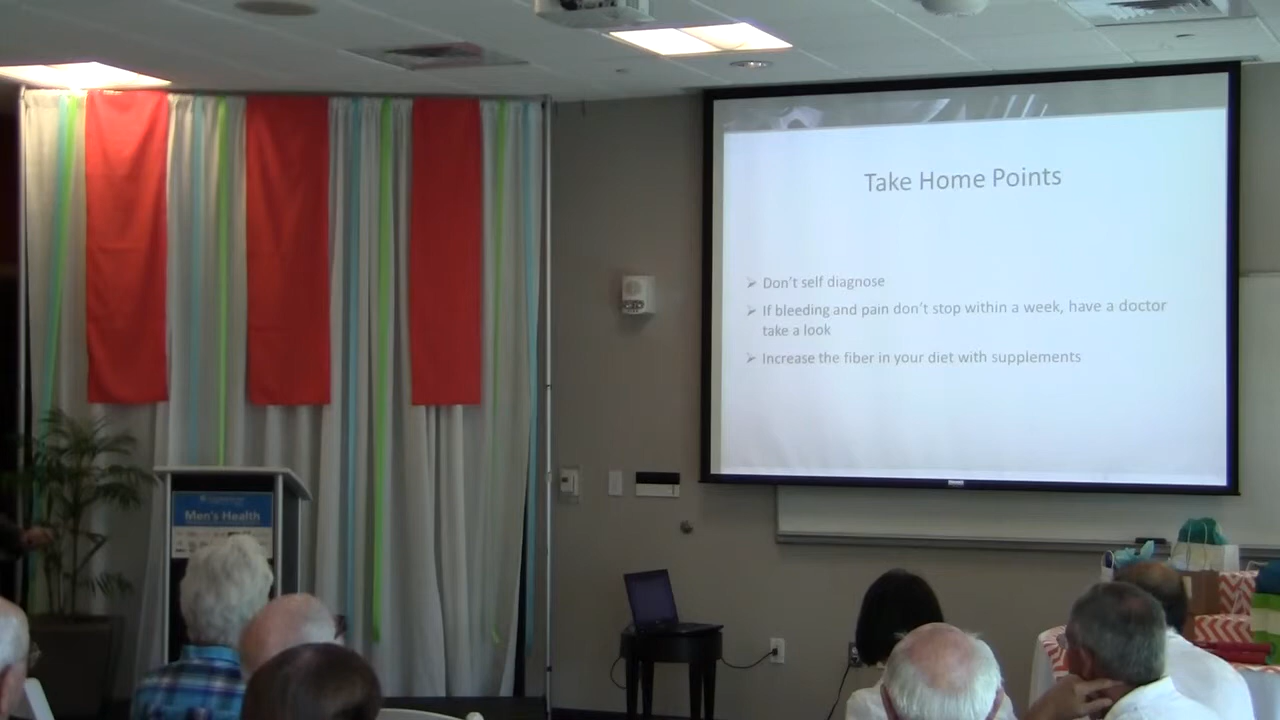 Take Home Points
Don't self diagnose
If bleeding and pain don't stop within a week, have a doctor
take a look
Increase the fiber in your diet with supplements
Men's Health